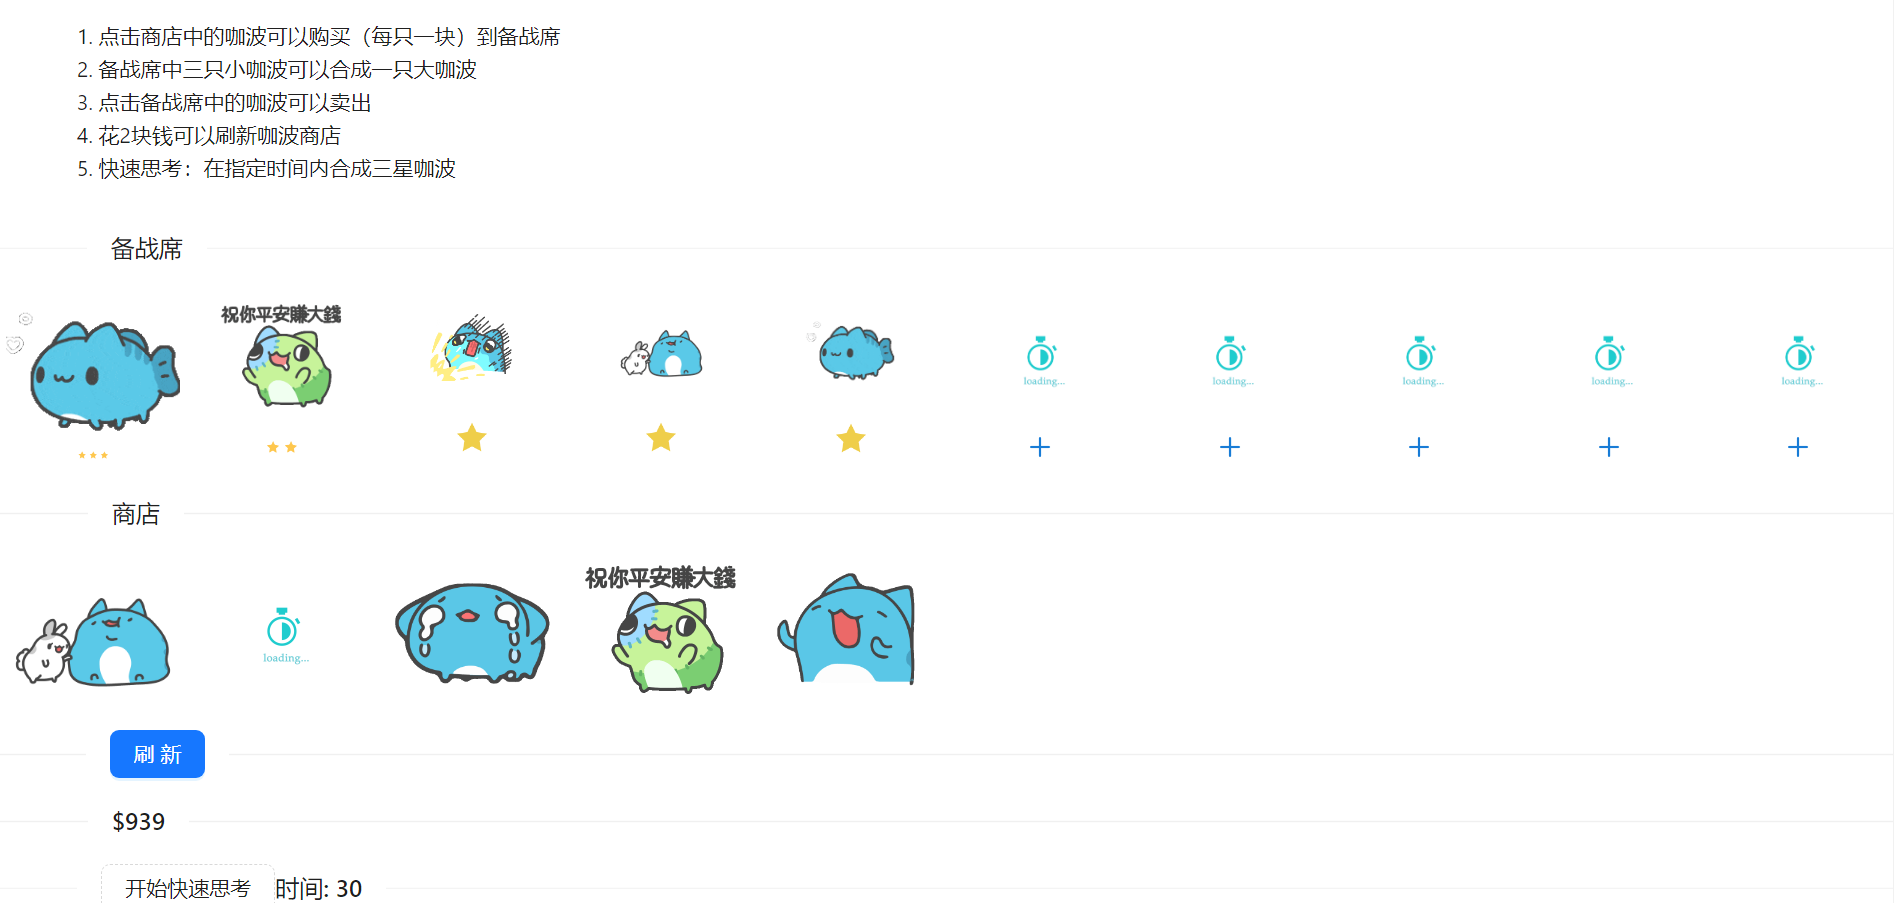 1. 点击商店中的咖波可以购买（每只一块）到备战席
2. 备战席中三只小咖波可以合成一只大咖波
3. 点击备战席中的咖波可以卖出
4. 花2块钱可以刷新咖波商店
5. 快速思考：在指定时间内合成三星咖波
备战席
祝你平安賺大錢
loading...
loading...
loading...
loading...
loading...
商店
祝你平安賺大錢
loading...
刷 新
$939
开始快速思考 时间: 30